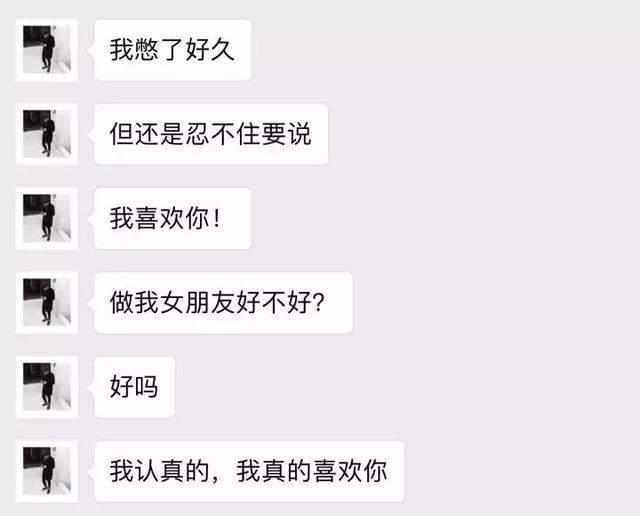 我憋了好久
但还是忍不住要说
我喜欢你！
做我女朋友好不好？
好吗
我认真的，我真的喜欢你